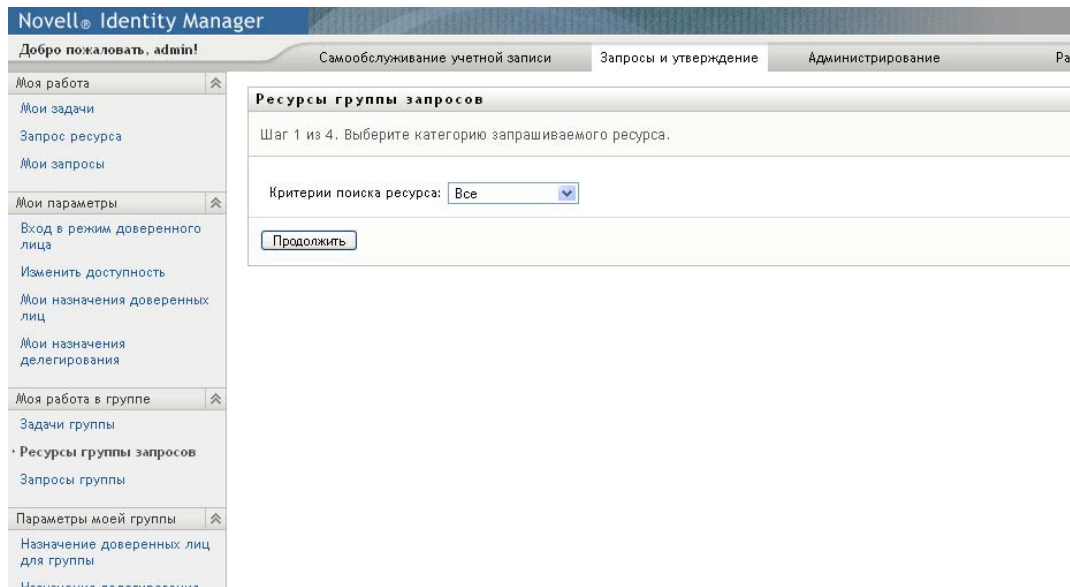 Novell® Identity Manager
Добро пожаловать, admin!
Самообслуживание учетной записи
Запросы и утверждение
Администрирование
Ра
Моя работа
Мои задачи
Запрос ресурса
Мои запросы
Мои параметры
Вход в режим доверенного
лица
Изменить доступность
Мои назначения доверенных
лиц
Мои назначения
делегирования
Моя работа в группе
Задачи группы
Ресурсы группы запросов
Запросы группы
Параметры моей группы
Назначение доверенных лиц
для группы
Назначение делегирования
Ресурсы группы запросов
Шаг 1 из 4. Выберите категорию запрашиваемого ресурса.
Критерии поиска ресурса: Все
Продолжить